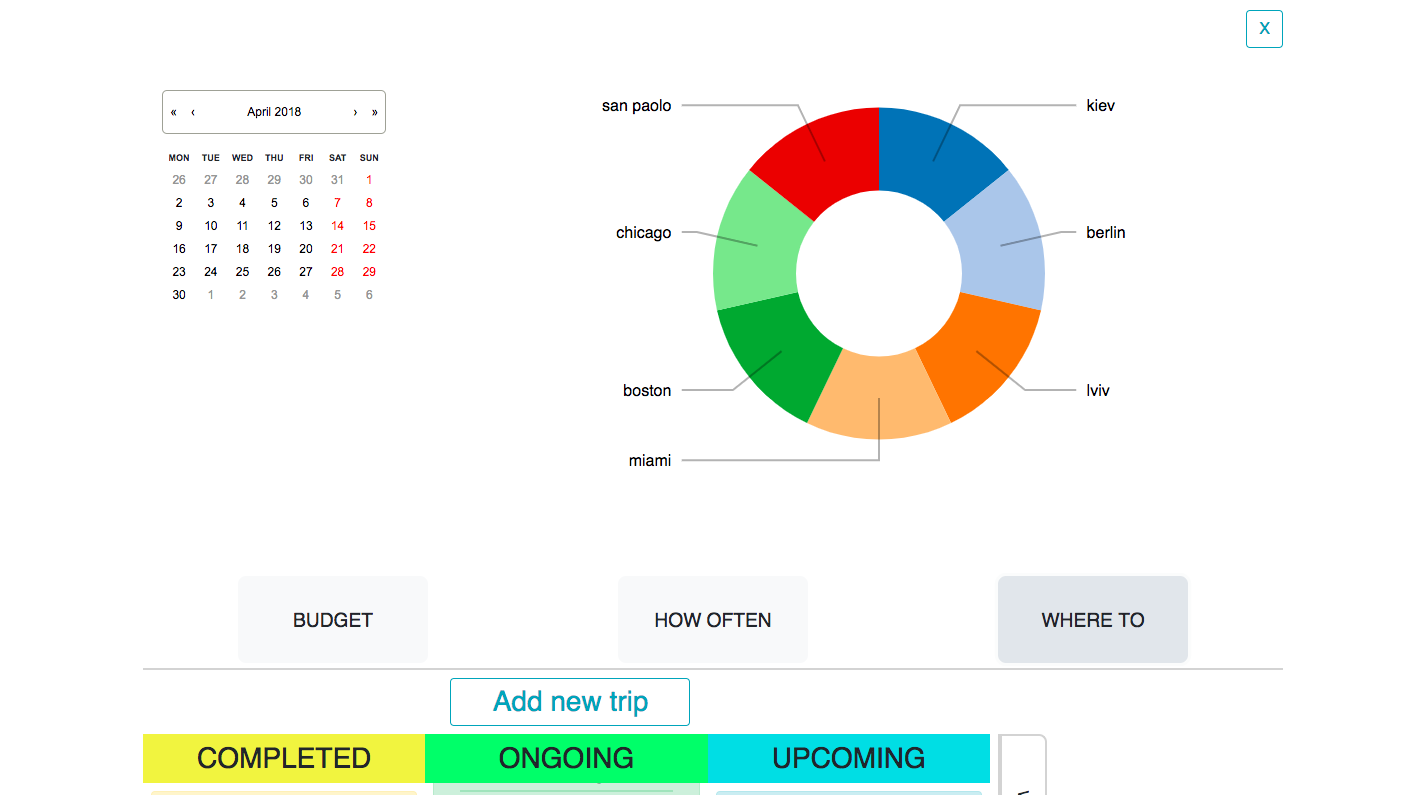 X
« ‹ April 2018 › »
MON TUE WED THU FRI SAT SUN
26 27 28 29 30 31 1
2 3 4 5 6 7 8
9 10 11 12 13 14 15
16 17 18 19 20 21 22
23 24 25 26 27 28 29
30 1 2 3 4 5 6
san paolo
kiev
chicago
berlin
boston
lviv
miami
BUDGET
HOW OFTEN
WHERE TO
Add new trip
COMPLETED
ONGOING
UPCOMING